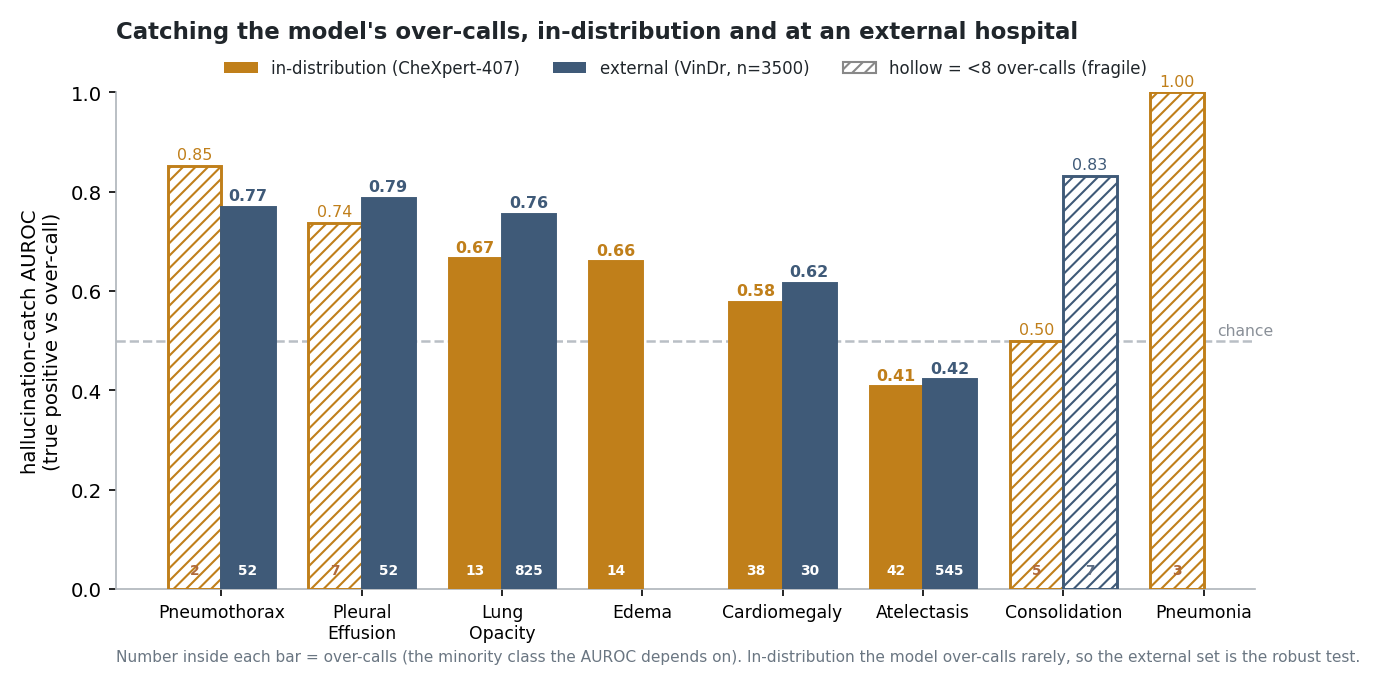 Catching the model's over-calls, in-distribution and at an external hospital
in-distribution (CheXpert-407)
external (VinDr, n=3500)
hollow = <8 over-calls (fragile)
hallucination-catch AUROC
(true positive vs over-call)
1.0
0.8
0.6
0.4
0.2
0.0
0.85
0.77
0.74
0.79
0.67
0.76
0.66
0.58
0.62
0.41
0.42
0.50
0.83
1.00
chance
2
52
7
52
13
825
14
38
30
42
545
5
7
3
Pneumothorax
Pleural
Effusion
Lung
Opacity
Edema
Cardiomegaly
Atelectasis
Consolidation
Pneumonia
Number inside each bar = over-calls (the minority class the AUROC depends on). In-distribution the model over-calls rarely, so the external set is the robust test.